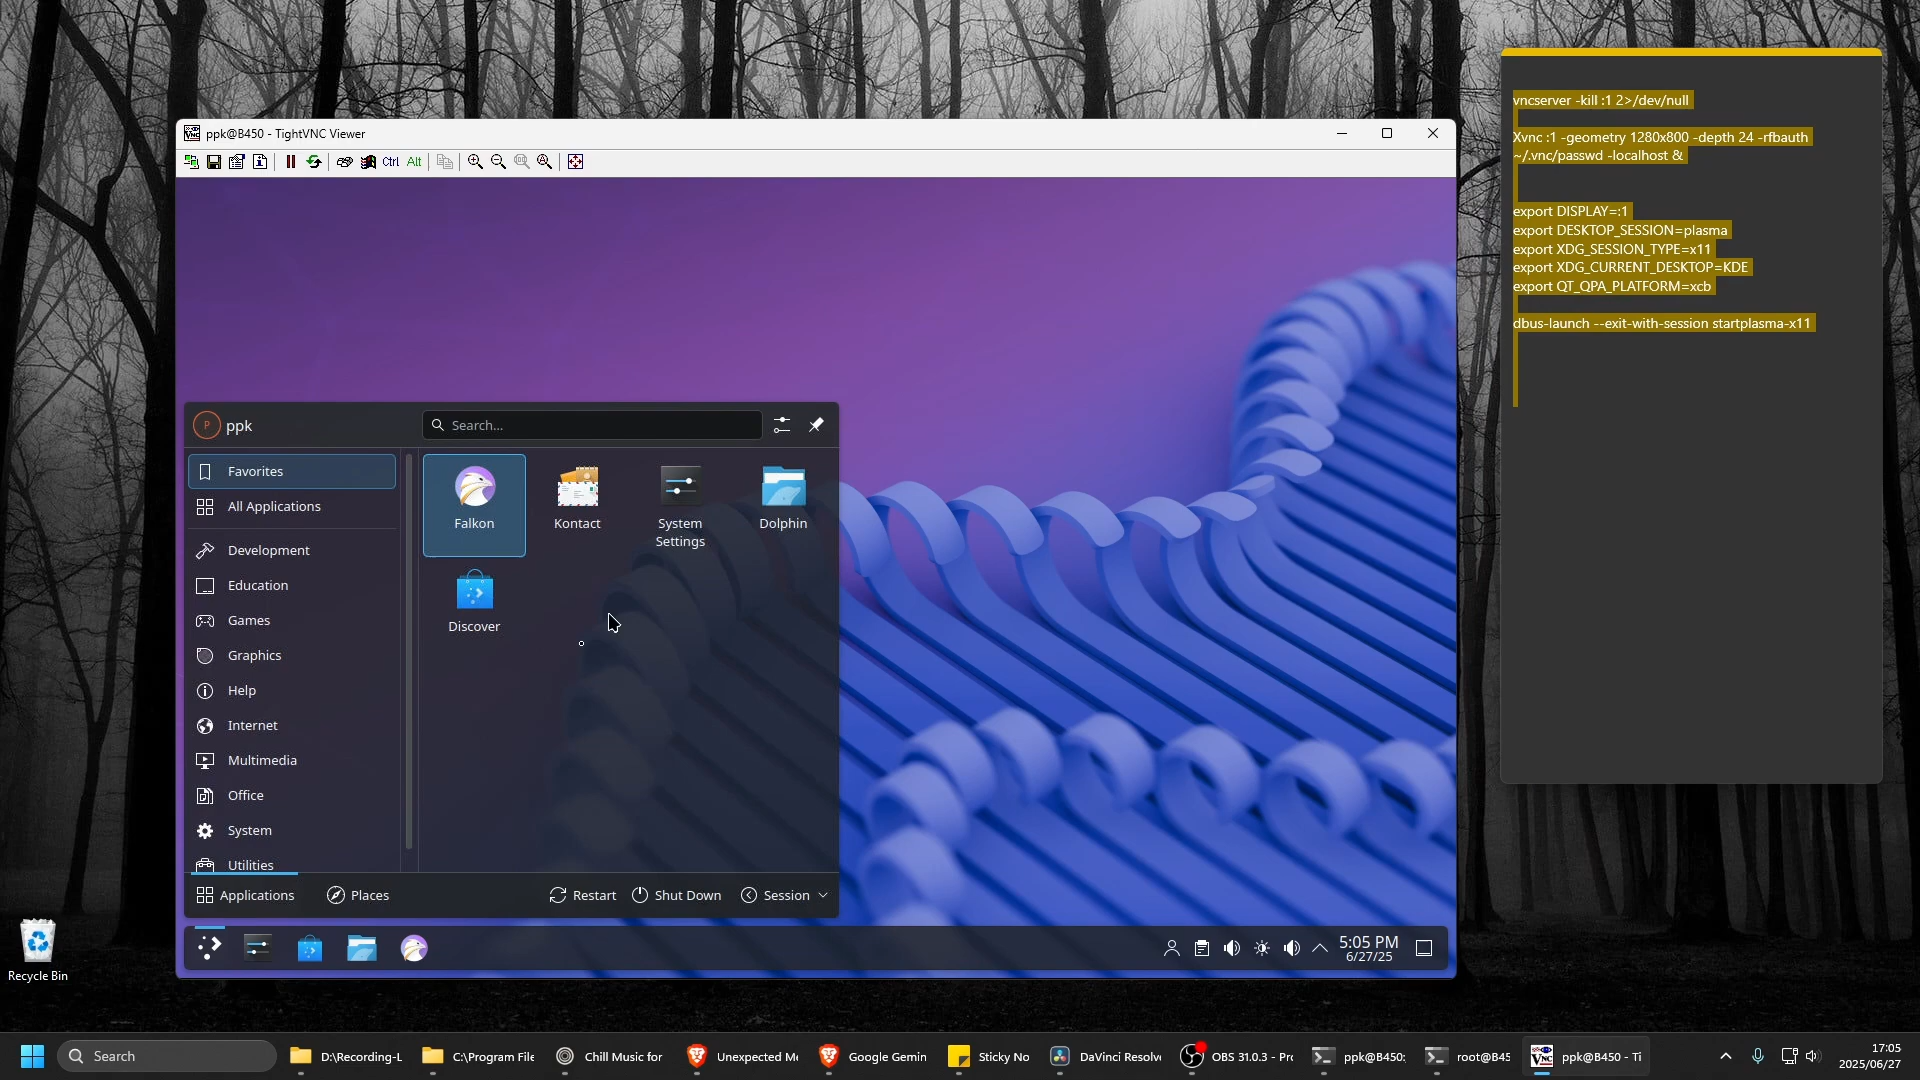 ppk@B450 - TightVNC Viewer
Ctrl
Alt
ppk
Search...
Favorites
All Applications
Development
Education
Games
Graphics
Help
Internet
Multimedia
Office
System
Utilities
Falkon
Kontact
System
Settings
Dolphin
Discover
Applications
Places
Restart
Shut Down
Session
5:05 PM
6/27/25
vncserver -kill :1 2>/dev/null
Xvnc :1 -geometry 1280x800 -depth 24 -rfbauth
~/.vnc/passwd -localhost &
export DISPLAY=:1
export DESKTOP_SESSION=plasma
export XDG_SESSION_TYPE=x11
export XDG_CURRENT_DESKTOP=KDE
export QT_QPA_PLATFORM=xcb
dbus-launch --exit-with-session startplasma-x11
Recycle Bin
Search
D:\Recording-L
C:\Program File
Chill Music for
Unexpected Me
Google Gemin
Sticky No
DaVinci Resolve
OBS 31.0.3 - Pro
ppk@B450:
root@B45
ppk@B450 - Ti
17:05
2025/06/27